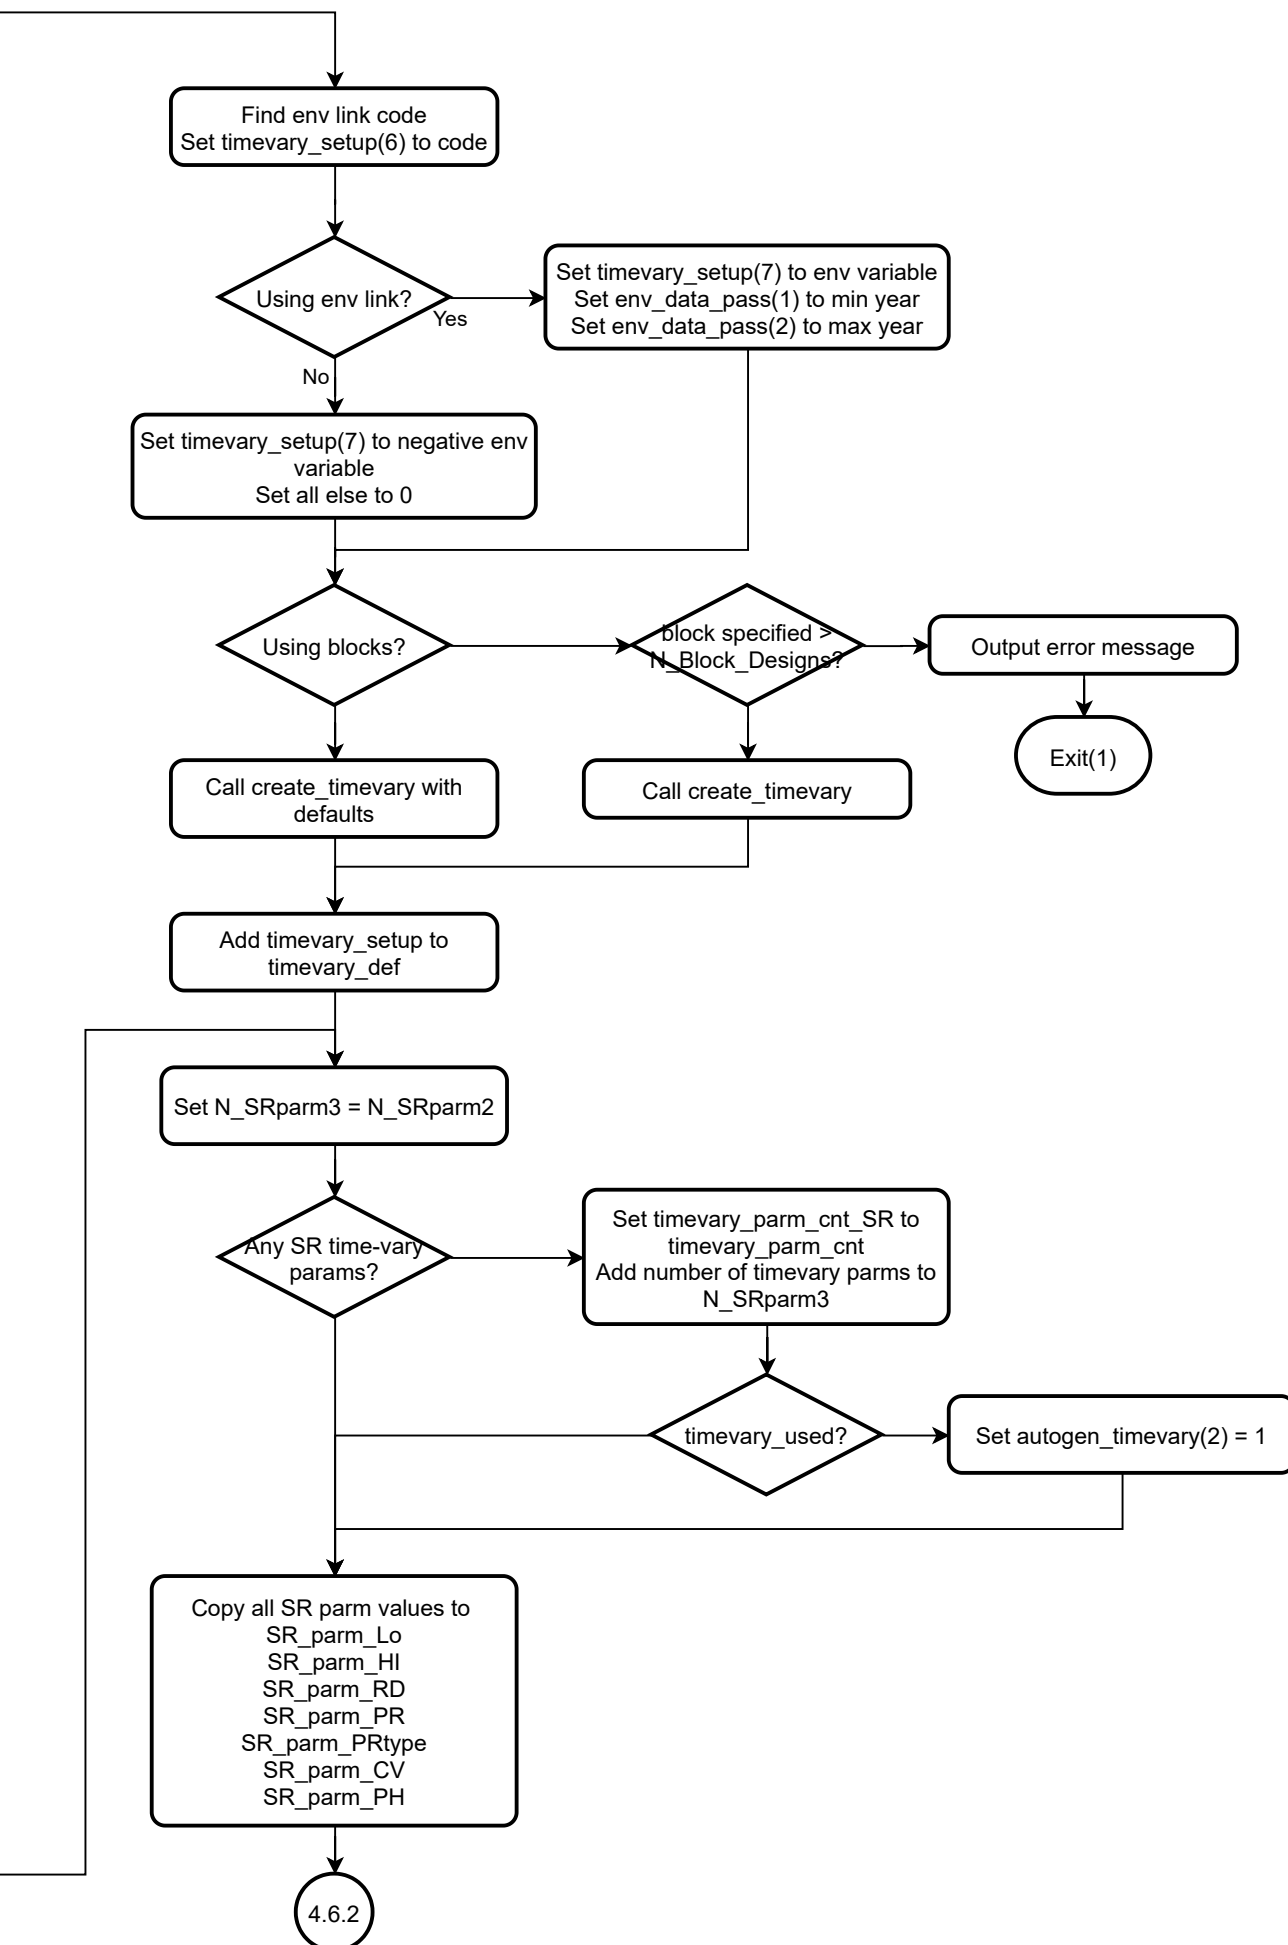 Find env link code
Set timevary_setup(6) to code
Using env link?
Yes
Set timevary_setup(7) to env variable
Set env_data_pass(1) to min year
Set env_data_pass(2) to max year
No
Set timevary_setup(7) to negative env
variable
Set all else to 0
Using blocks?
block specified >
N_Block_Designs?
Output error message
Exit(1)
Call create_timevary with
defaults
Call create_timevary
Add timevary_setup to
timevary_def
Set N_SRparm3 = N_SRparm2
Any SR time-vary
params?
Set timevary_parm_cnt_SR to
timevary_parm_cnt
Add number of timevary parms to
N_SRparm3
timevary_used?
Set autogen_timevary(2) = 1
Copy all SR parm values to
SR_parm_Lo
SR_parm_HI
SR_parm_RD
SR_parm_PR
SR_parm_PRtype
SR_parm_CV
SR_parm_PH
4.6.2